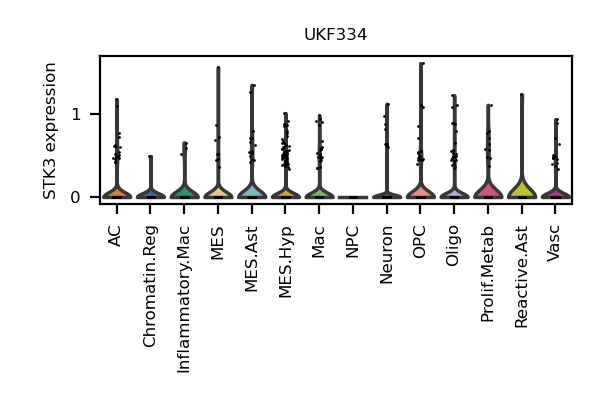 UKF334
STK3 expression
1
0
AC
Chromatin.Reg
Inflammatory.Mac
MES
MES.Ast
MES.Hyp
Mac
NPC
Neuron
OPC
Oligo
Prolif.Metab
Reactive.Ast
Vasc